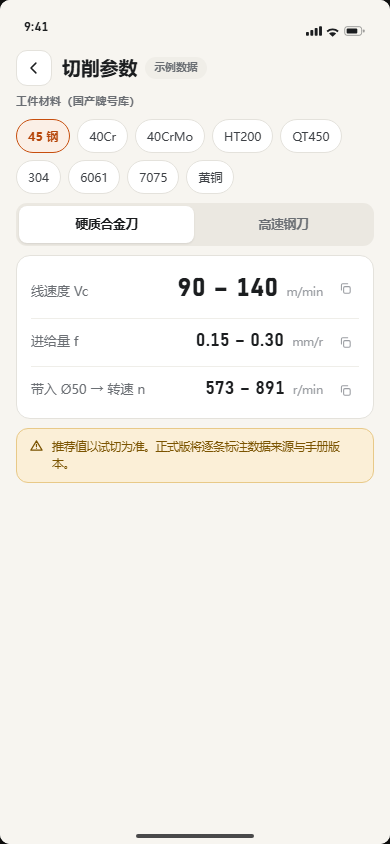 9:41
切削参数 示例数据
工件材料（国产牌号库）
45 钢 40Cr 40CrMo HT200 QT450
304 6061 7075 黄铜
硬质合金刀 高速钢刀
线速度 Vc 90 – 140 m/min
进给量 f 0.15 – 0.30 mm/r
带入 Ø50 → 转速 n 573 – 891 r/min
推荐值以试切为准。正式版将逐条标注数据来源与手册版
本。